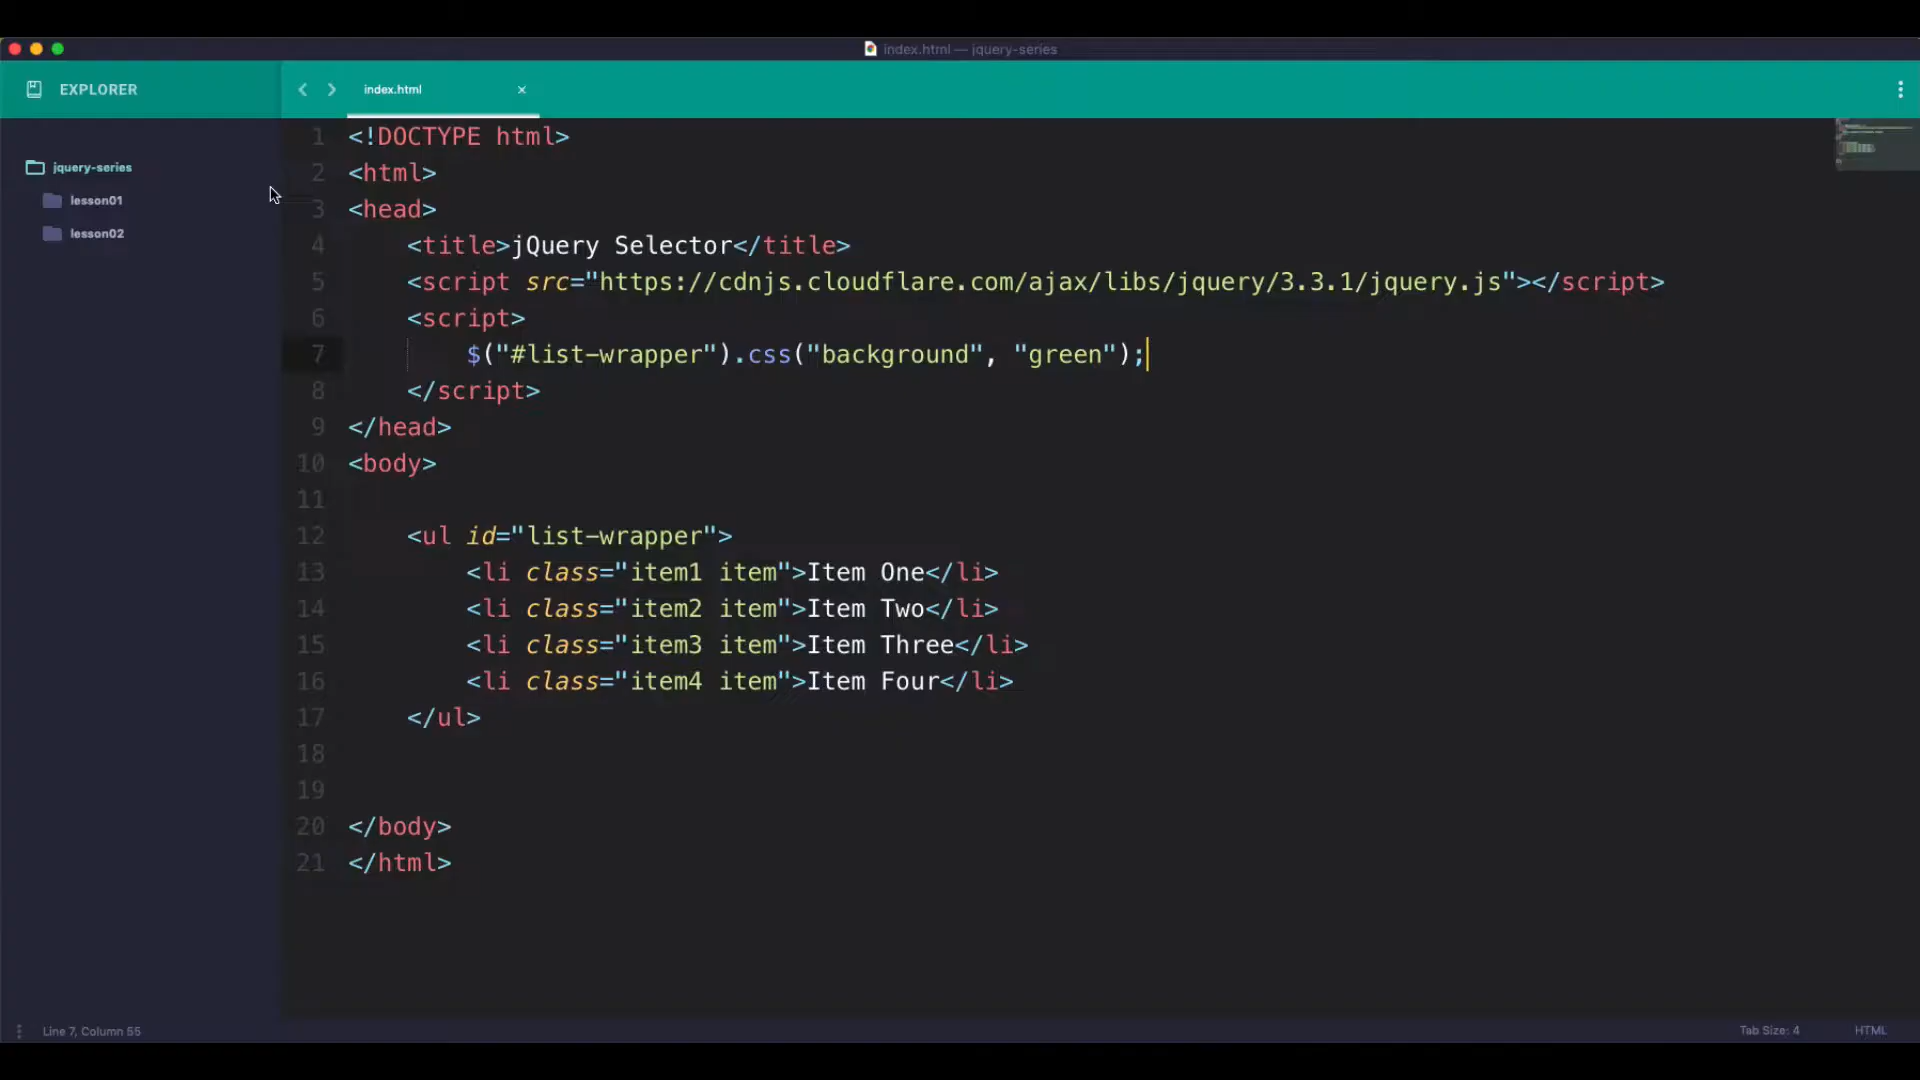 index.html — jquery-series
EXPLORER
index.html
jquery-series
lesson01
lesson02
1 <!DOCTYPE html>
2 <html>
3 <head>
4 <title>jQuery Selector</title>
5 <script src="https://cdnjs.cloudflare.com/ajax/libs/jquery/3.3.1/jquery.js"></script>
6 <script>
7 $("#list-wrapper").css("background", "green");
8 </script>
9 </head>
10 <body>
11
12 <ul id="list-wrapper">
13 <li class="item1 item">Item One</li>
14 <li class="item2 item">Item Two</li>
15 <li class="item3 item">Item Three</li>
16 <li class="item4 item">Item Four</li>
17 </ul>
18
19
20 </body>
21 </html>
Line 7, Column 55
Tab Size: 4
HTML